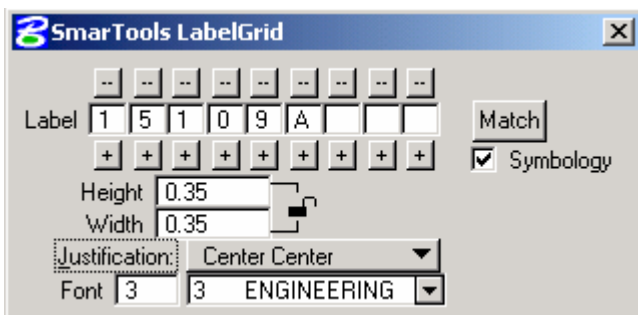 SmarTools LabelGrid
-- -- -- -- -- -- -- -- --
Label 1 5 1 0 9 A Match
+ + + + + + + + + Symbology
Height 0.35
Width 0.35
Justification: Center Center
Font 3 3 ENGINEERING